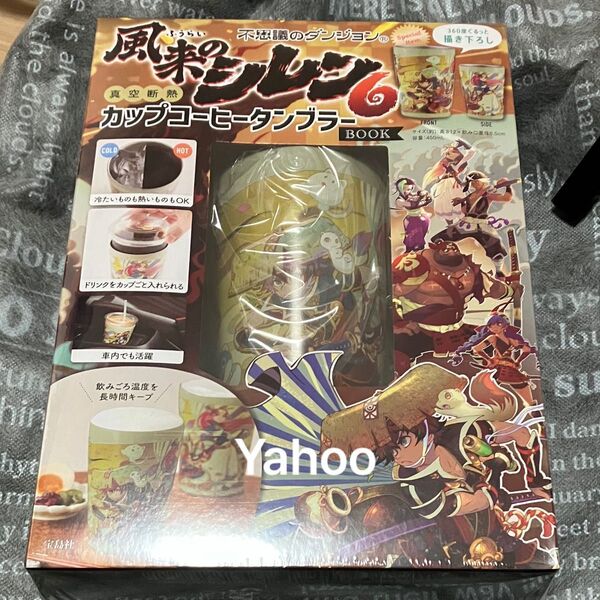 不思議のダンジョン®
ふうらい
風来のシレン6
真空断熱
カップコーヒータンブラー
BOOK
Special Design
360度ぐるっと
描き下ろし
FRONT
SIDE
COLD
HOT
冷たいものも熱いものもOK
ドリンクをカップごと入れられる
車内でも活躍
飲みごろ温度を
長時間キープ
Yahoo
宝島社